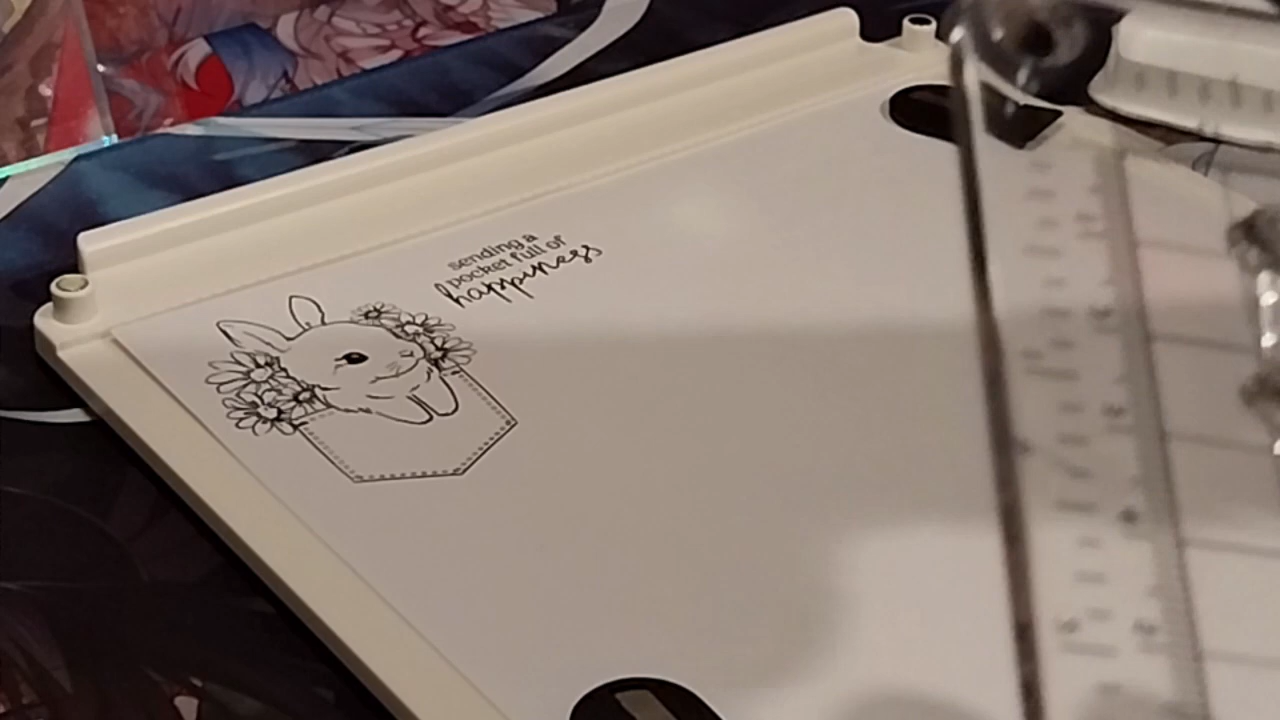 sending a
pocket full of
happiness